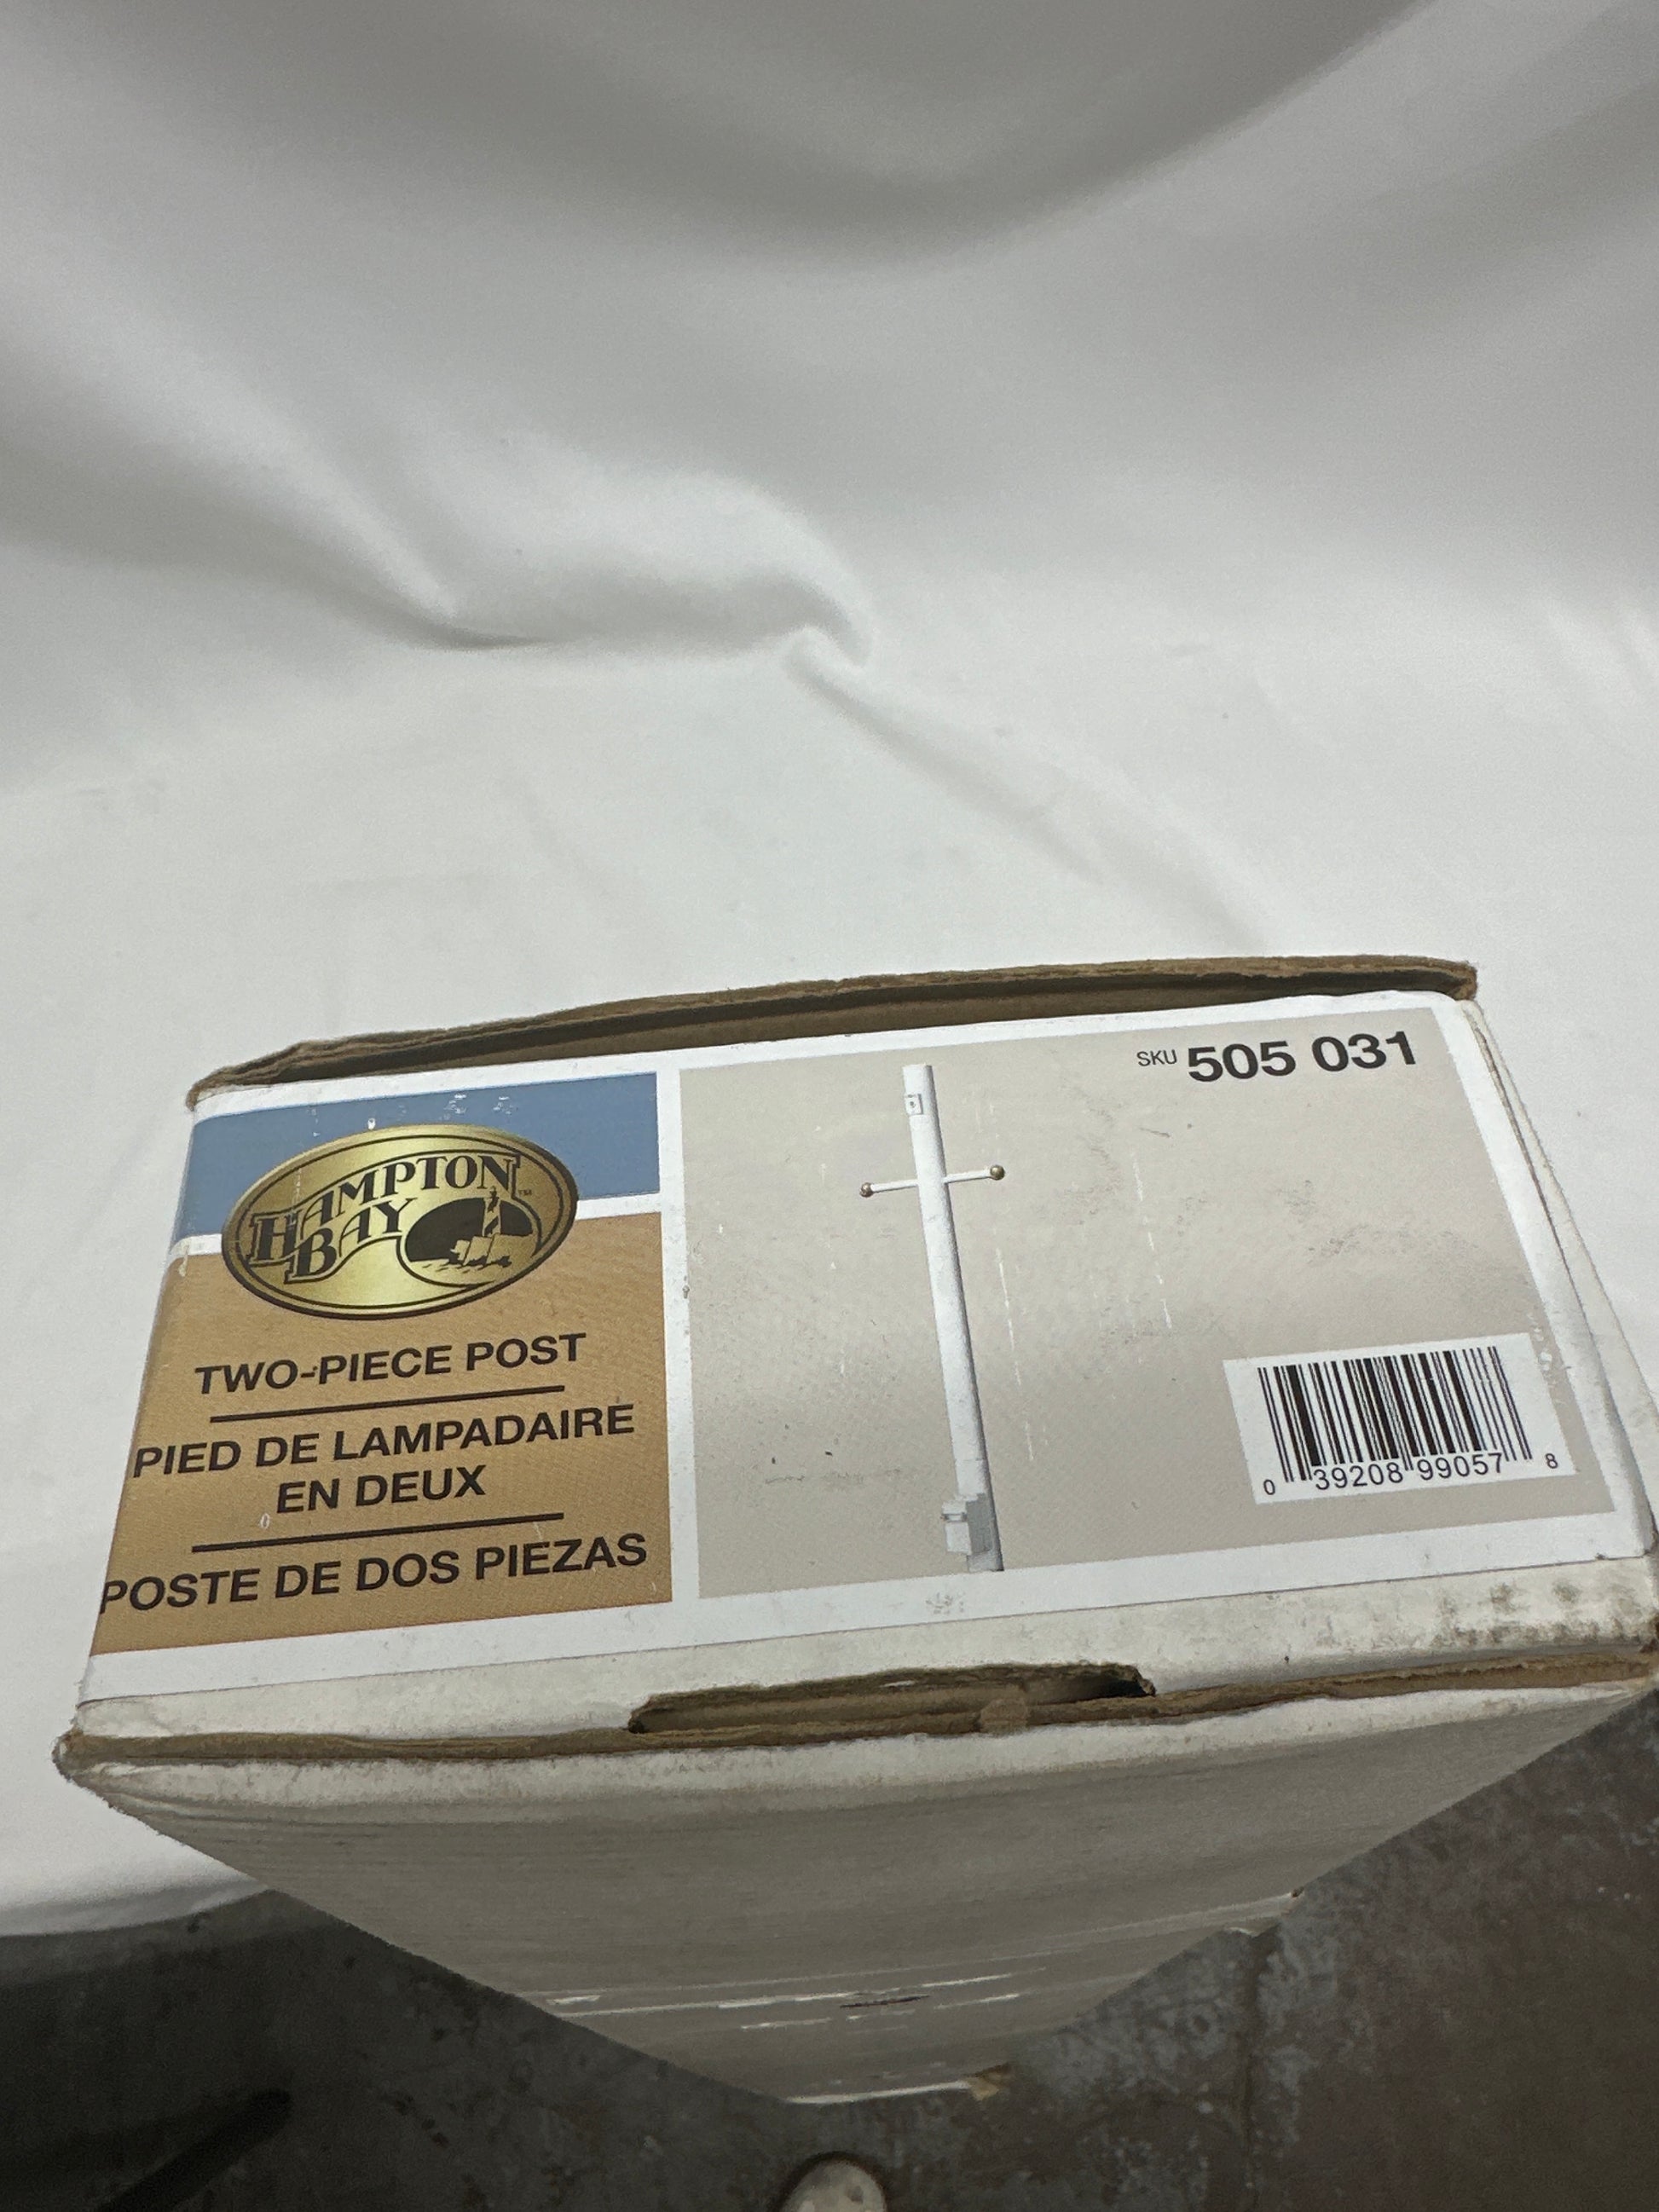 HAMPTON
BAY
TM
TWO-PIECE POST
PIED DE LAMPADAIRE
EN DEUX
POSTE DE DOS PIEZAS
SKU 505 031
0 39208 99057 8